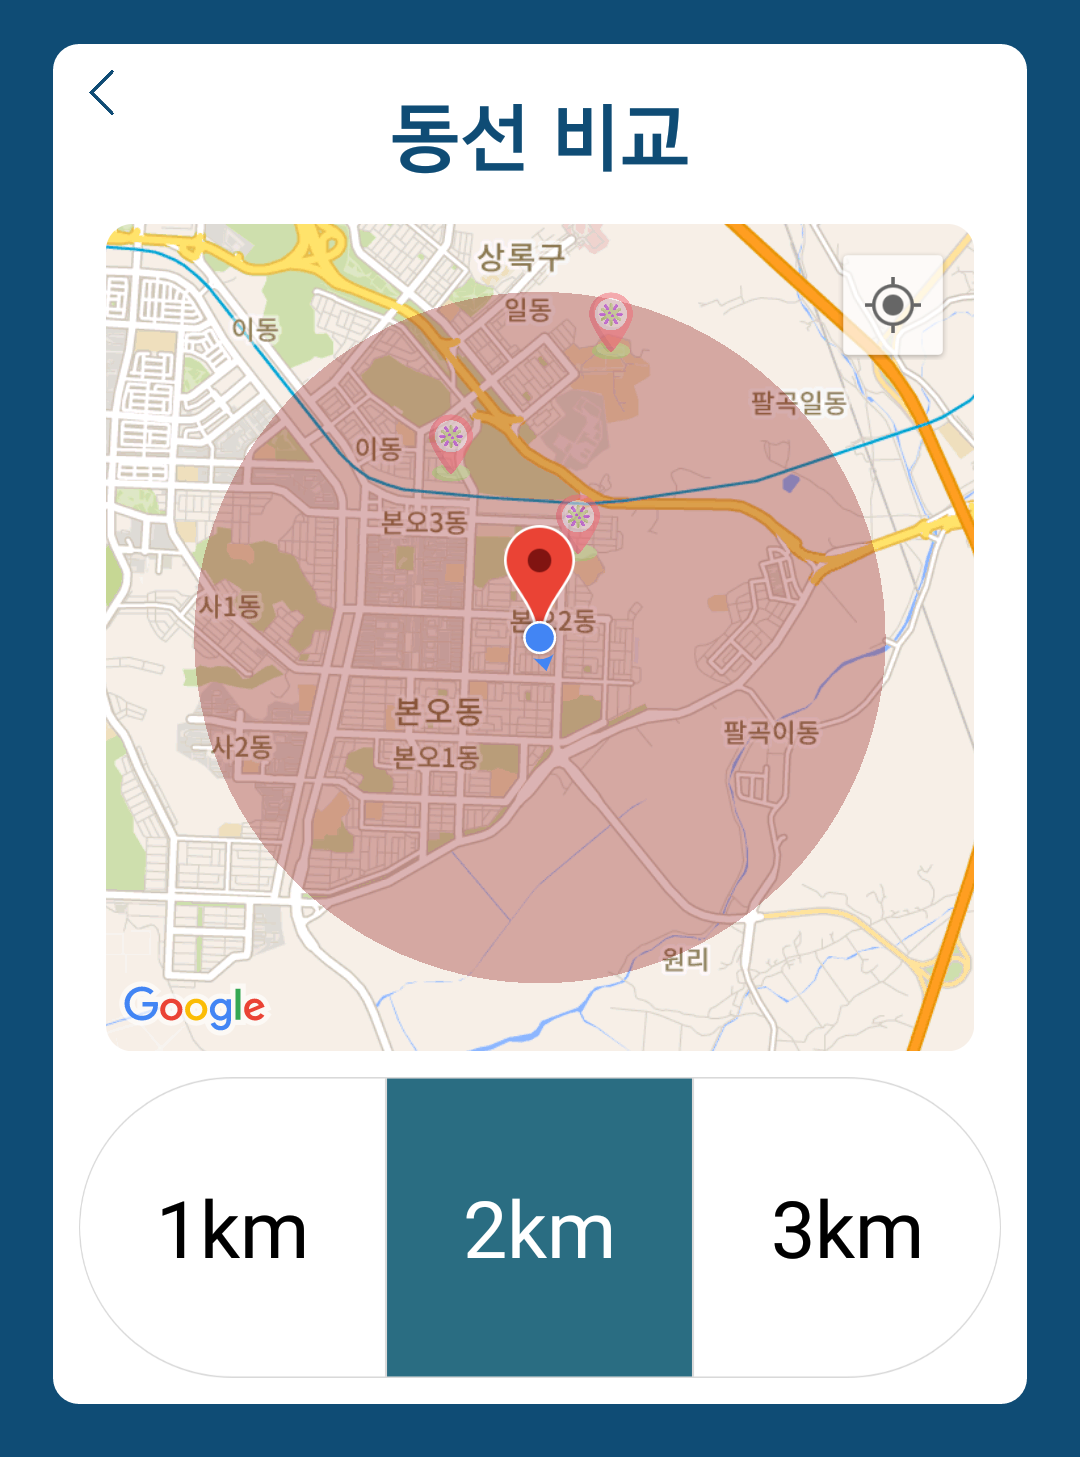 동선 비교
상록구
일동
이동
팔곡일동
이동
본오3동
사1동
본오2동
본오동
팔곡이동
사2동
본오1동
원리
Google
1km
2km
3km